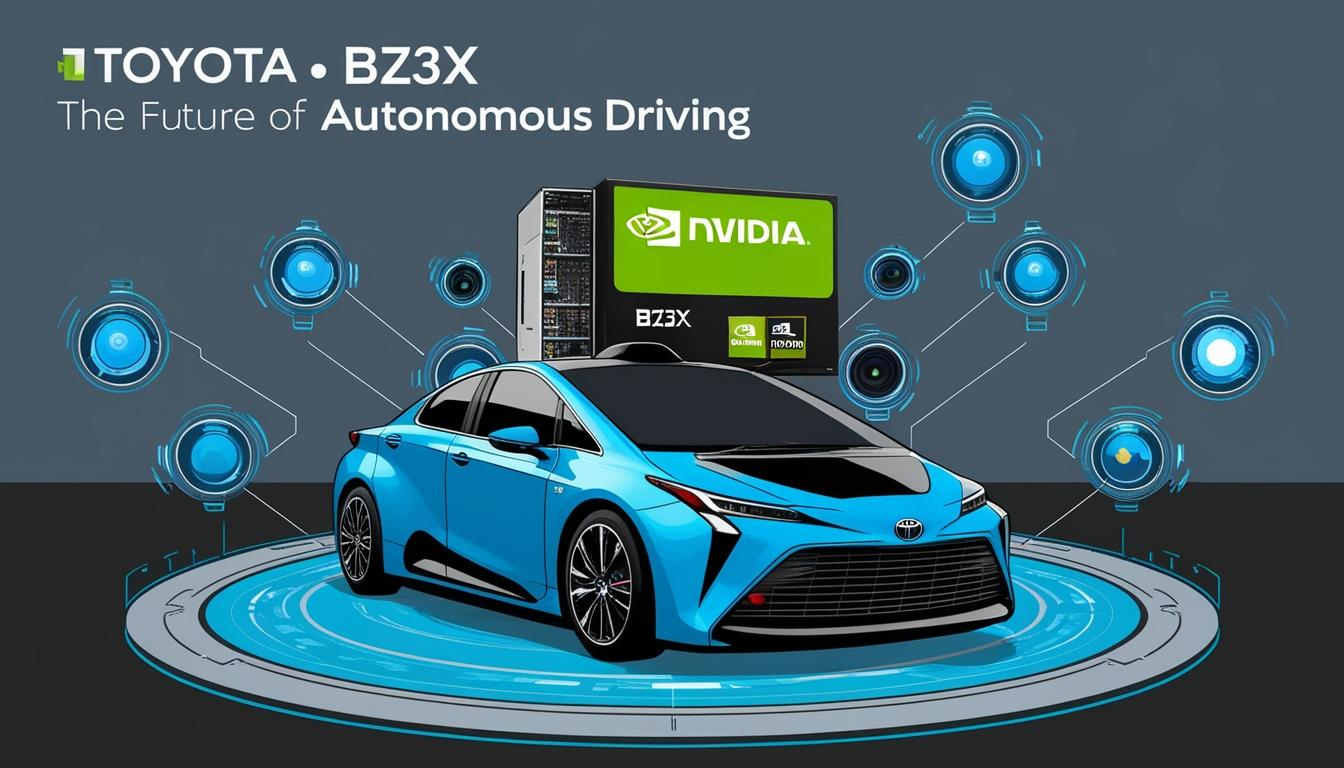 TOYOTA • BZ3X
The Future of Autonomous Driving
NVIDIA.
BZ3X